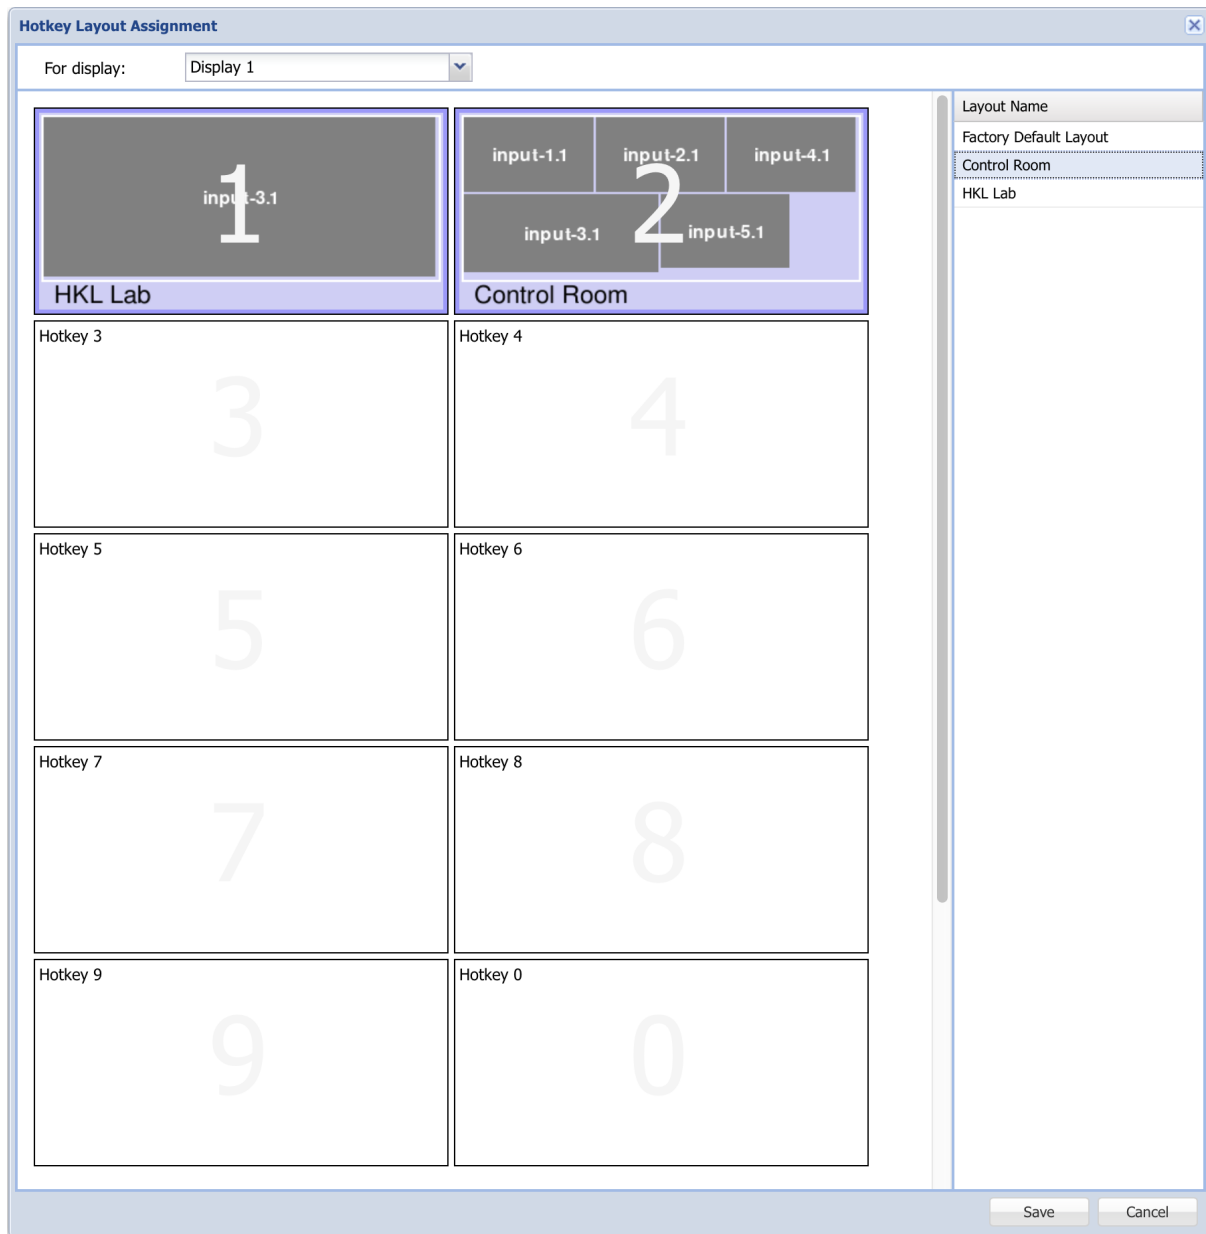 Hotkey Layout Assignment
For display: Display 1
Layout Name
Factory Default Layout
Control Room
HKL Lab
input-3.1
1
HKL Lab
input-1.1 input-2.1 input-4.1
input-3.1 input-5.1
2
Control Room
Hotkey 3
3
Hotkey 4
4
Hotkey 5
5
Hotkey 6
6
Hotkey 7
7
Hotkey 8
8
Hotkey 9
9
Hotkey 0
0
Save Cancel